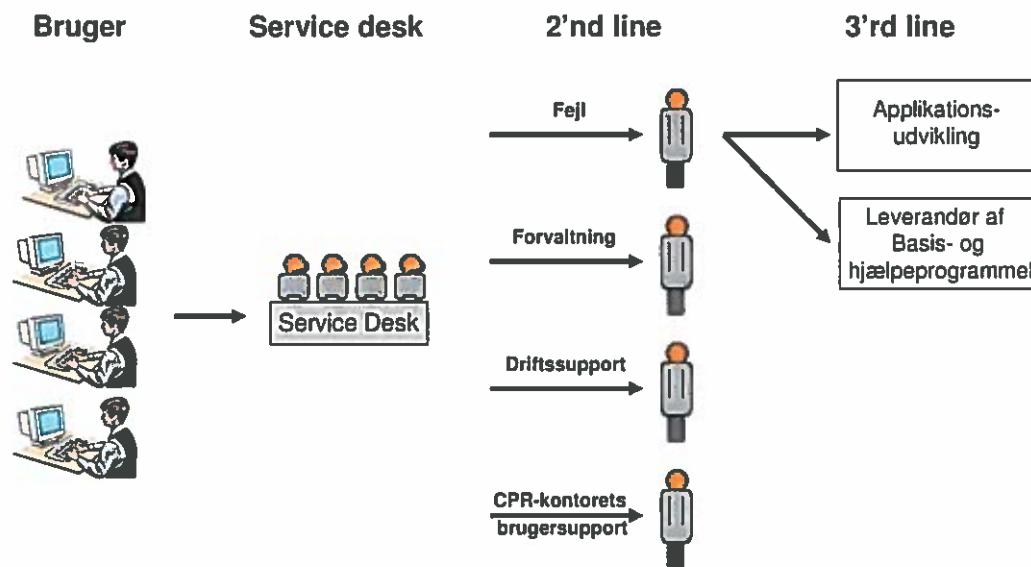 Bruger
Service desk
2'nd line
3'rd line
Fejl
Applikations-
udvikling
Forvaltning
Leverandør af
Basis- og
hjælpeprogrammel
Service Desk
Driftssupport
CPR-kontorets
brugersupport